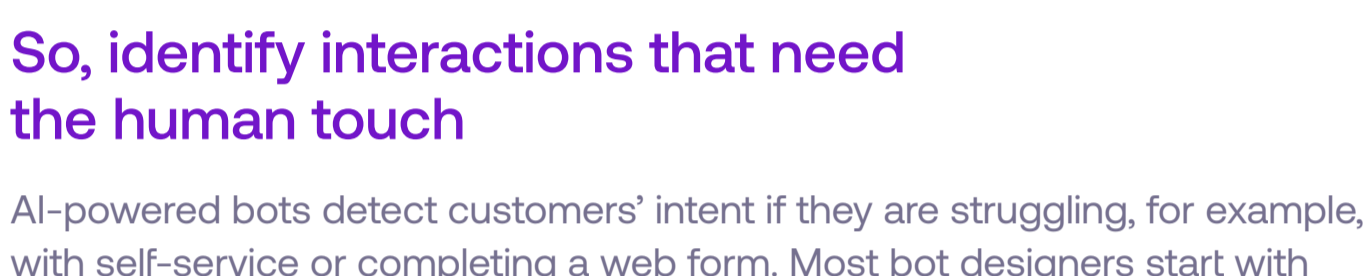 So, identify interactions that need
the human touch
AI-powered bots detect customers’ intent if they are struggling, for example,
with self-service or completing a web form. Most bot designers start with